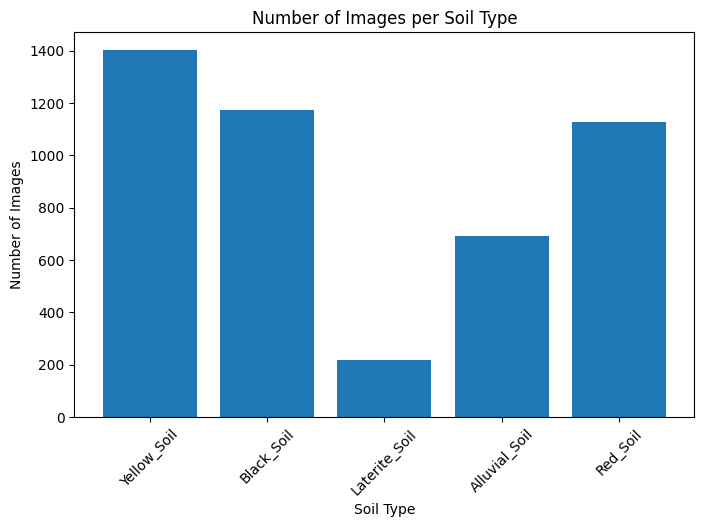 Number of Images per Soil Type
Number of Images
1400
1200
1000
800
600
400
200
0
Yellow_Soil
Black_Soil
Laterite_Soil
Alluvial_Soil
Red_Soil
Soil Type